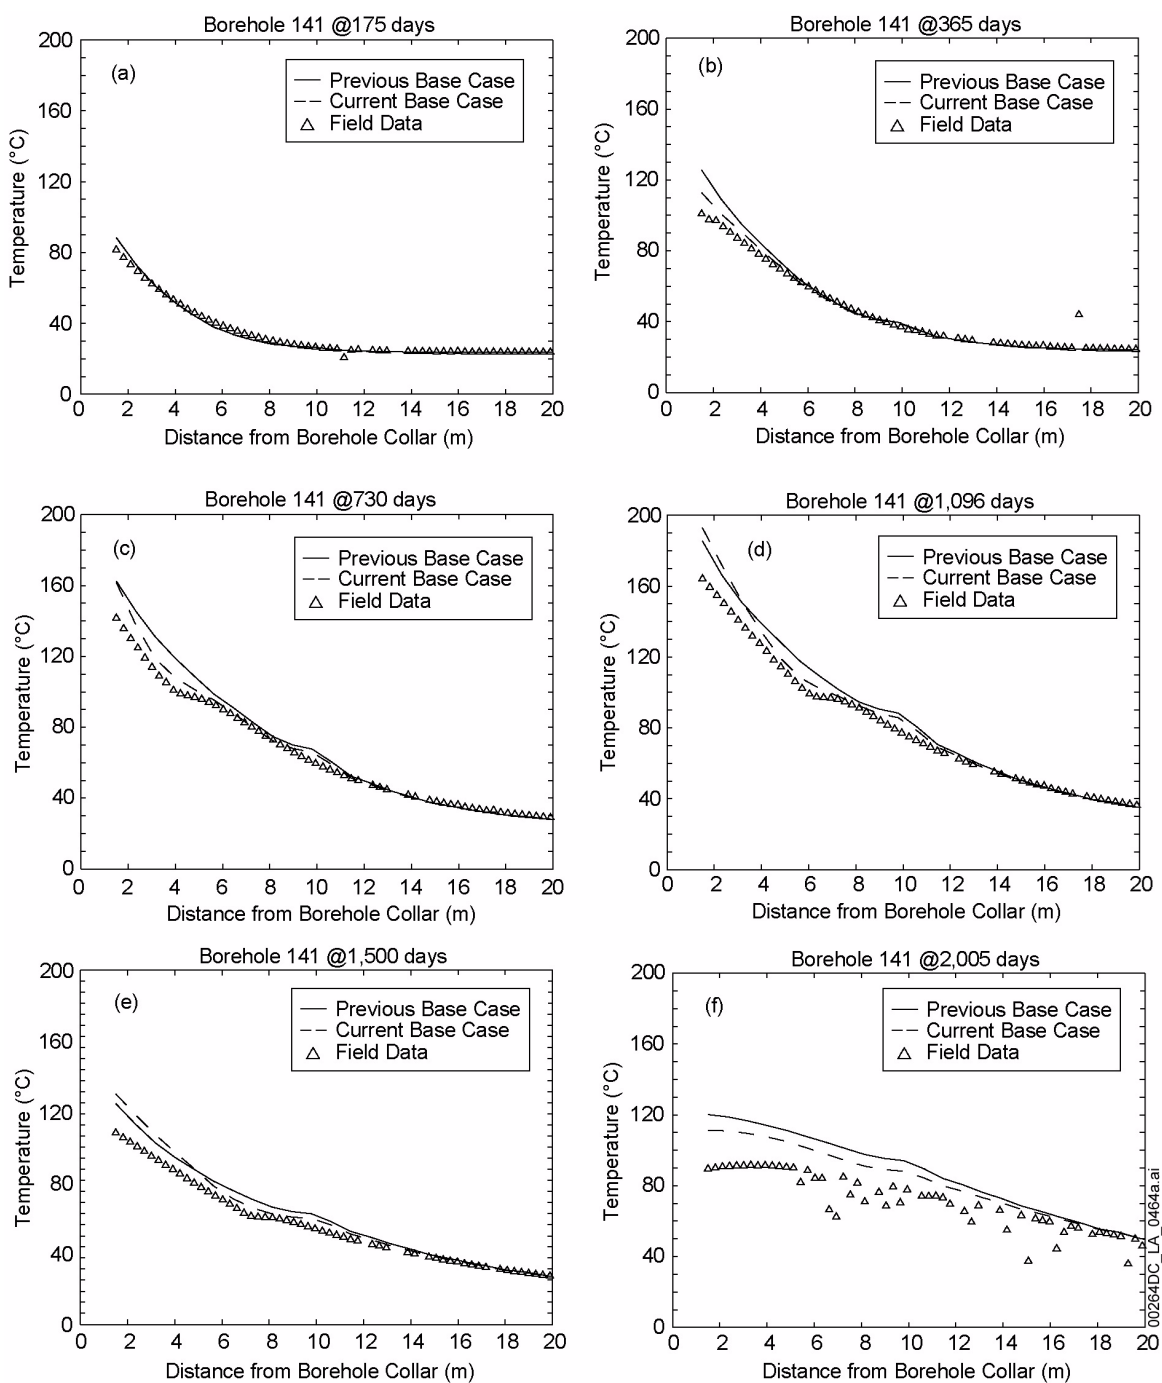 Borehole 141 @175 days
(a)
Previous Base Case
Current Base Case
Field Data
200
160
120
80
40
0
Temperature (°C)
0 2 4 6 8 10 12 14 16 18 20
Distance from Borehole Collar (m)
Borehole 141 @365 days
(b)
Previous Base Case
Current Base Case
Field Data
200
160
120
80
40
0
Temperature (°C)
0 2 4 6 8 10 12 14 16 18 20
Distance from Borehole Collar (m)
Borehole 141 @730 days
(c)
Previous Base Case
Current Base Case
Field Data
200
160
120
80
40
0
Temperature (°C)
0 2 4 6 8 10 12 14 16 18 20
Distance from Borehole Collar (m)
Borehole 141 @1,096 days
(d)
Previous Base Case
Current Base Case
Field Data
200
160
120
80
40
0
Temperature (°C)
0 2 4 6 8 10 12 14 16 18 20
Distance from Borehole Collar (m)
Borehole 141 @1,500 days
(e)
Previous Base Case
Current Base Case
Field Data
200
160
120
80
40
0
Temperature (°C)
0 2 4 6 8 10 12 14 16 18 20
Distance from Borehole Collar (m)
Borehole 141 @2,005 days
(f)
Previous Base Case
Current Base Case
Field Data
200
160
120
80
40
0
Temperature (°C)
0 2 4 6 8 10 12 14 16 18 20
Distance from Borehole Collar (m)
00264DC_LA_0464a.ai